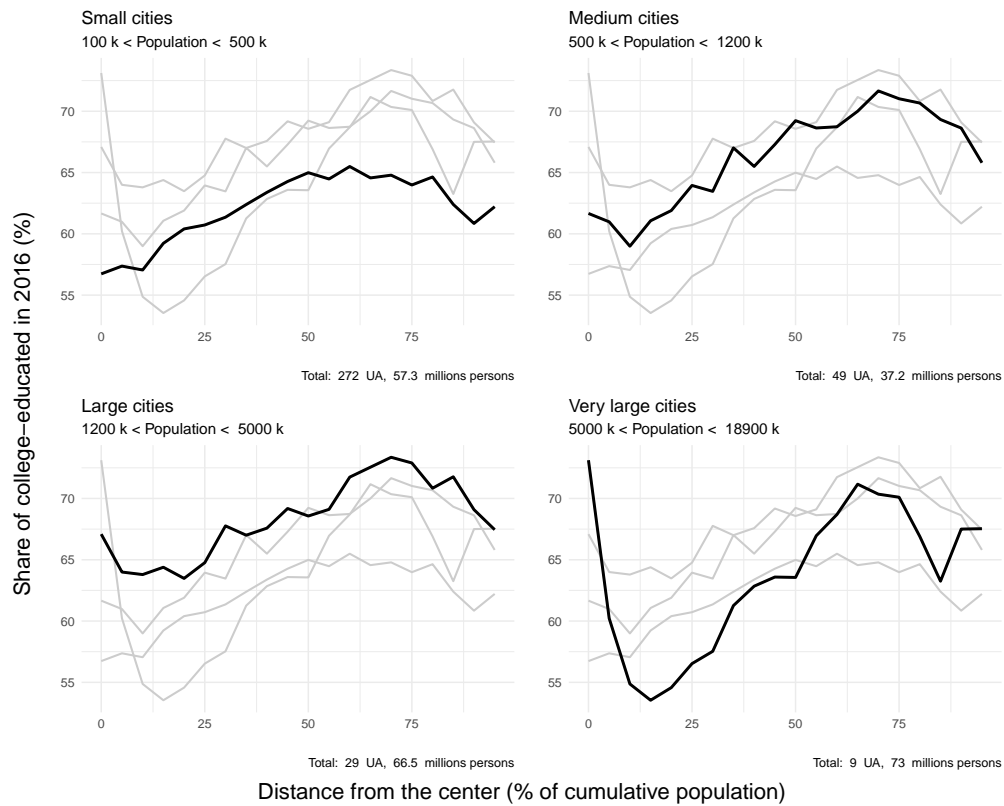 Small cities
100 k < Population < 500 k
70
65
60
55
0
25
50
75
Total: 272 UA, 57.3 millions persons
Medium cities
500 k < Population < 1200 k
70
65
60
55
0
25
50
75
Total: 49 UA, 37.2 millions persons
Large cities
1200 k < Population < 5000 k
70
65
60
55
0
25
50
75
Total: 29 UA, 66.5 millions persons
Very large cities
5000 k < Population < 18900 k
70
65
60
55
0
25
50
75
Total: 9 UA, 73 millions persons
Share of college−educated in 2016 (%)
Distance from the center (% of cumulative population)